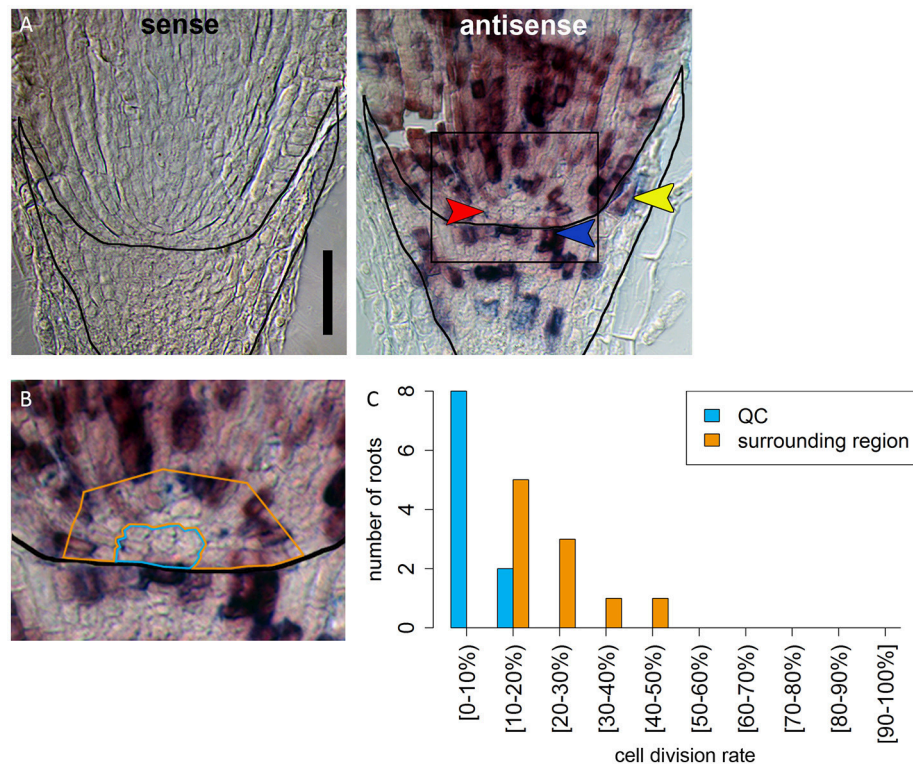 A
sense
antisense
B
C
8
6
4
2
0
number of roots
QC
surrounding region
[0-10%)
[10-20%)
[20-30%)
[30-40%)
[40-50%)
[50-60%)
[60-70%)
[70-80%)
[80-90%)
[90-100%]
cell division rate